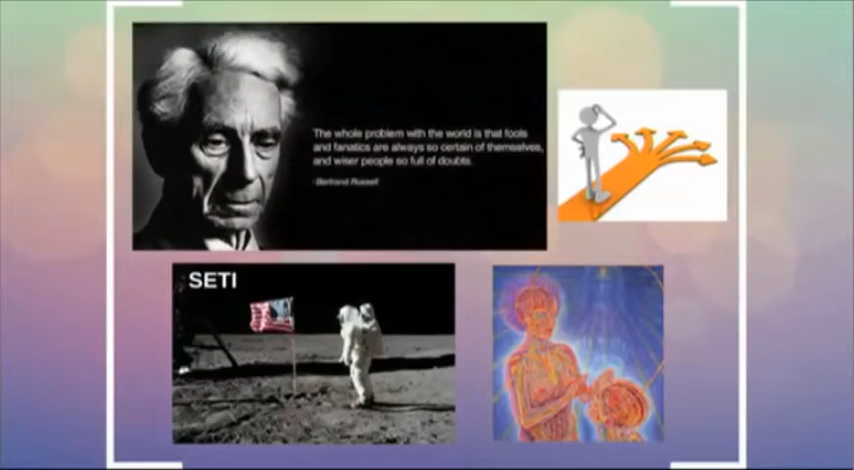 The whole problem with the world is that fools
and fanatics are always so certain of themselves,
and wiser people so full of doubts.
-Bertrand Russell
SETI